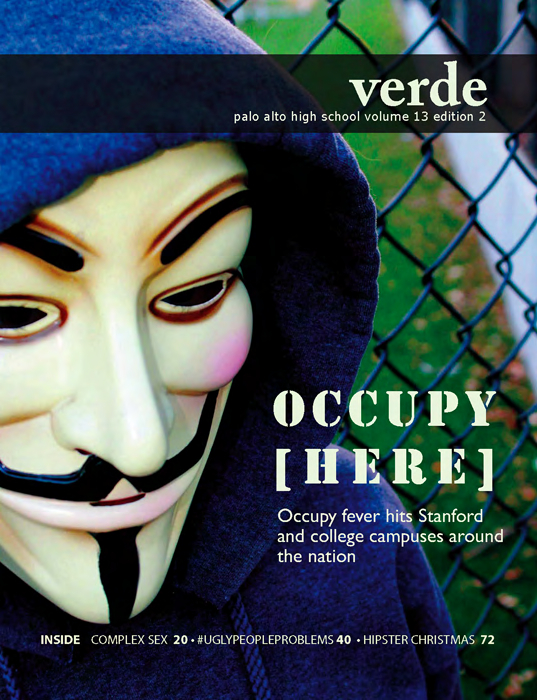 verde
palo alto high school volume 13 edition 2
OCCUPY
[HERE]
Occupy fever hits Stanford
and college campuses around
the nation
INSIDE COMPLEX SEX 20 • #UGLYPEOPLEPROBLEMS 40 • HIPSTER CHRISTMAS 72